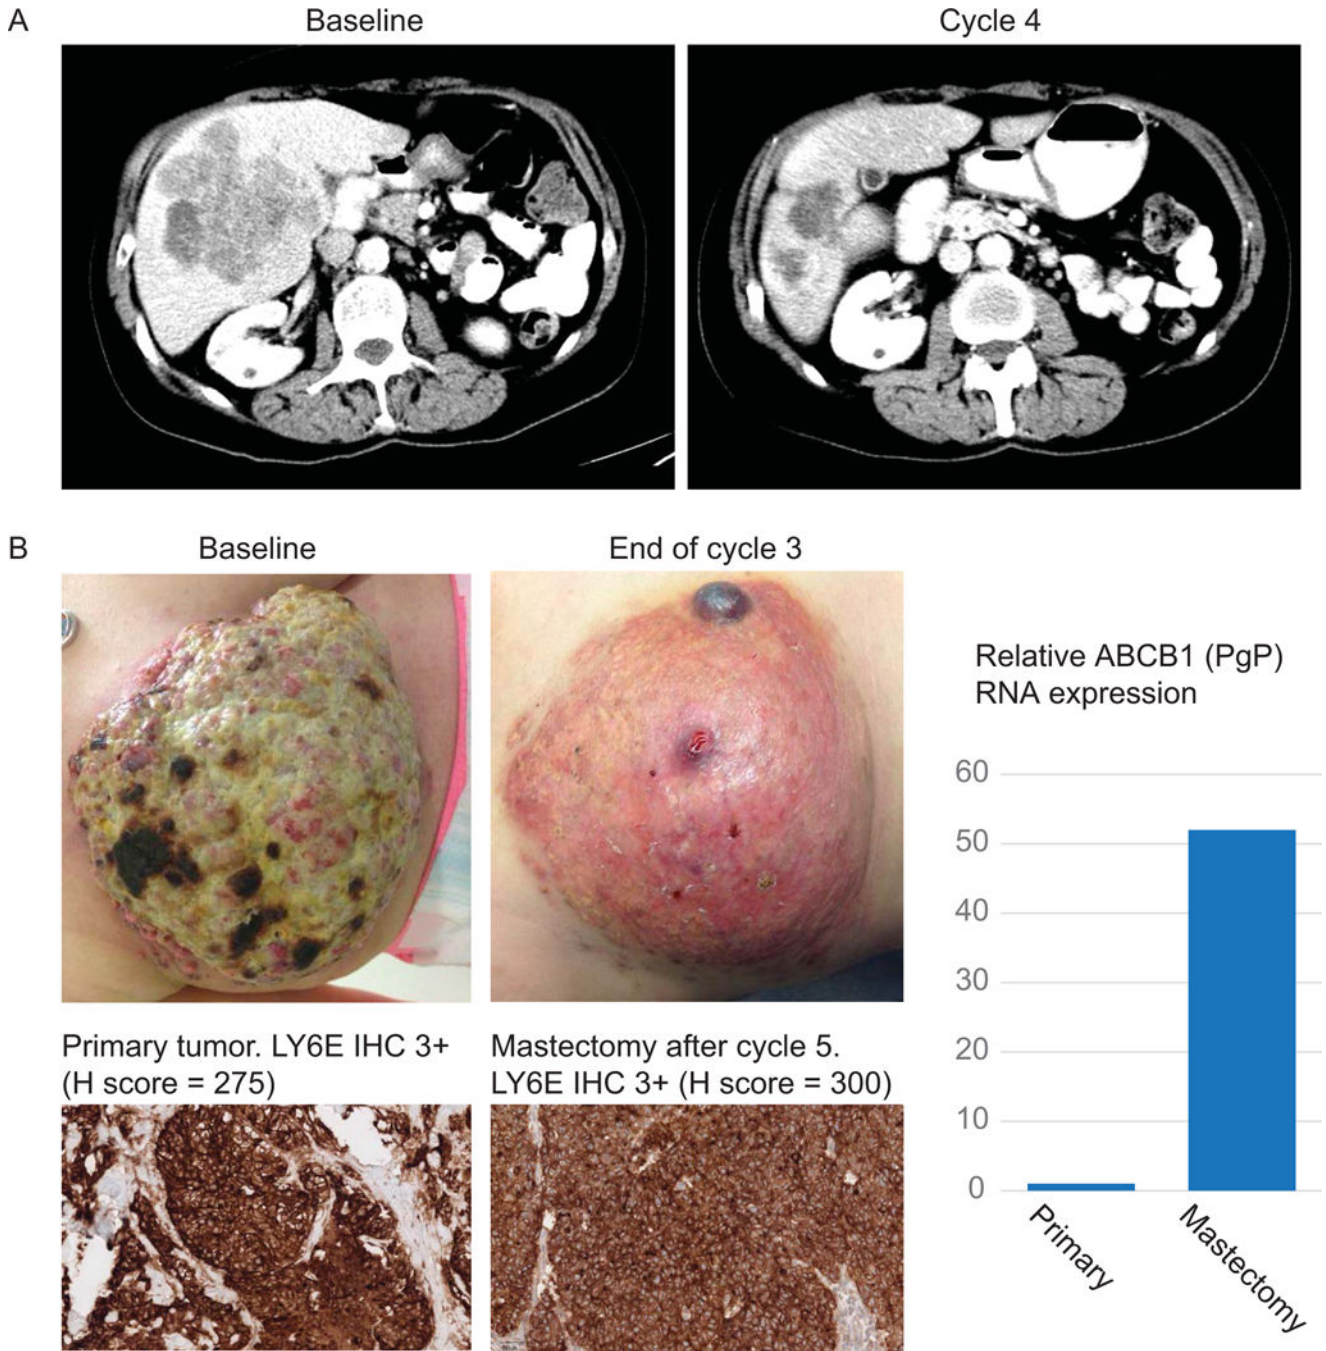 A
Baseline
Cycle 4
B
Baseline
End of cycle 3
Relative ABCB1 (PgP)
RNA expression
60
50
40
30
20
10
0
Primary
Mastectomy
Primary tumor. LY6E IHC 3+
(H score = 275)
Mastectomy after cycle 5.
LY6E IHC 3+ (H score = 300)